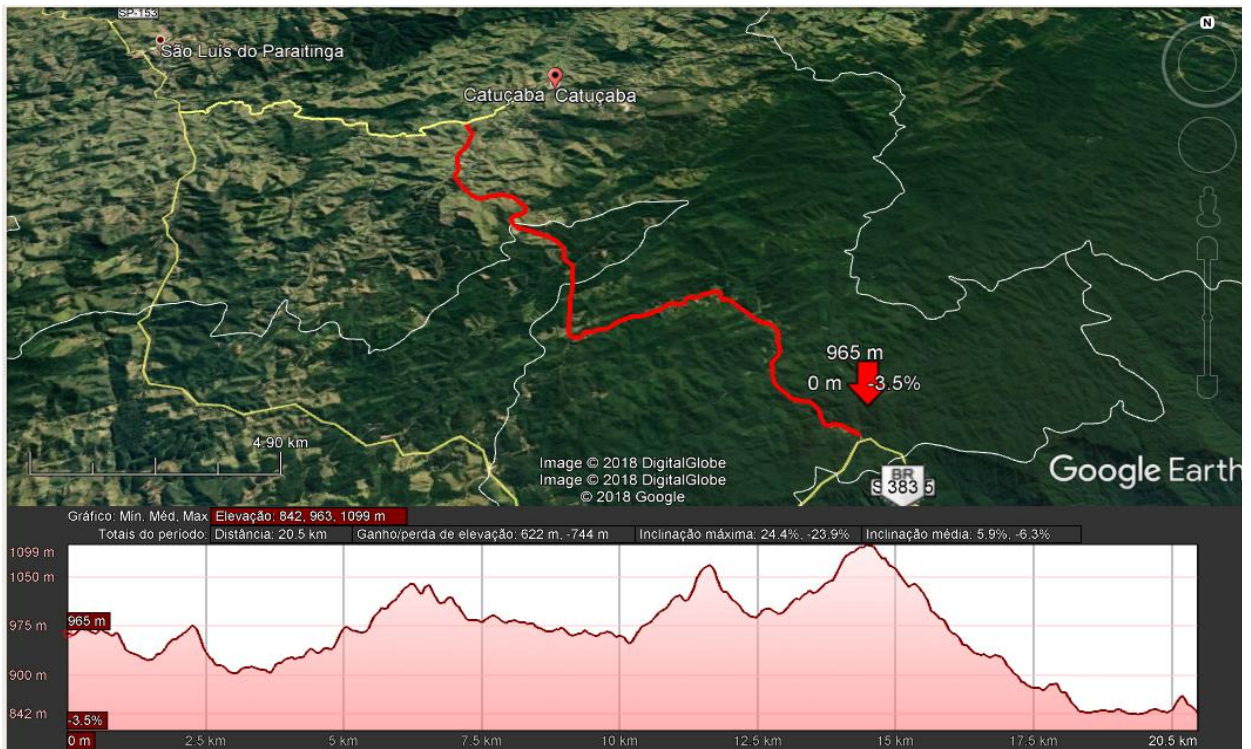 SP-153
N
São Luís do Paraitinga
Catuçaba Catuçaba
965 m
0 m -3.5%
4.90 km
Image © 2018 DigitalGlobe
Image © 2018 DigitalGlobe
© 2018 Google
BR
S 383 5
Google Earth
Gráfico: Mín, Méd, Max Elevação: 842, 963, 1099 m
Totais do período: Distância: 20.5 km Ganho/perda de elevação: 622 m, -744 m Inclinação máxima: 24.4%, -23.9% Inclinação média: 5.9%, -6.3%
1099 m
1050 m
965 m
975 m
900 m
842 m
-3.5%
0 m 2.5 km 5 km 7.5 km 10 km 12.5 km 15 km 17.5 km 20.5 km